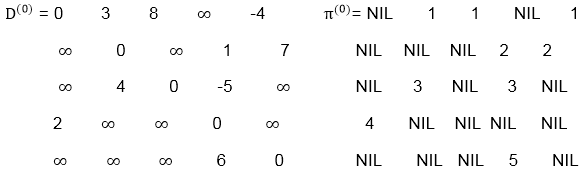 D⁽⁰⁾ = 0 3 8 ∞ -4 π⁽⁰⁾= NIL 1 1 NIL 1
∞ 0 ∞ 1 7 NIL NIL NIL 2 2
∞ 4 0 -5 ∞ NIL 3 NIL 3 NIL
2 ∞ ∞ 0 ∞ 4 NIL NIL NIL NIL
∞ ∞ ∞ 6 0 NIL NIL NIL 5 NIL